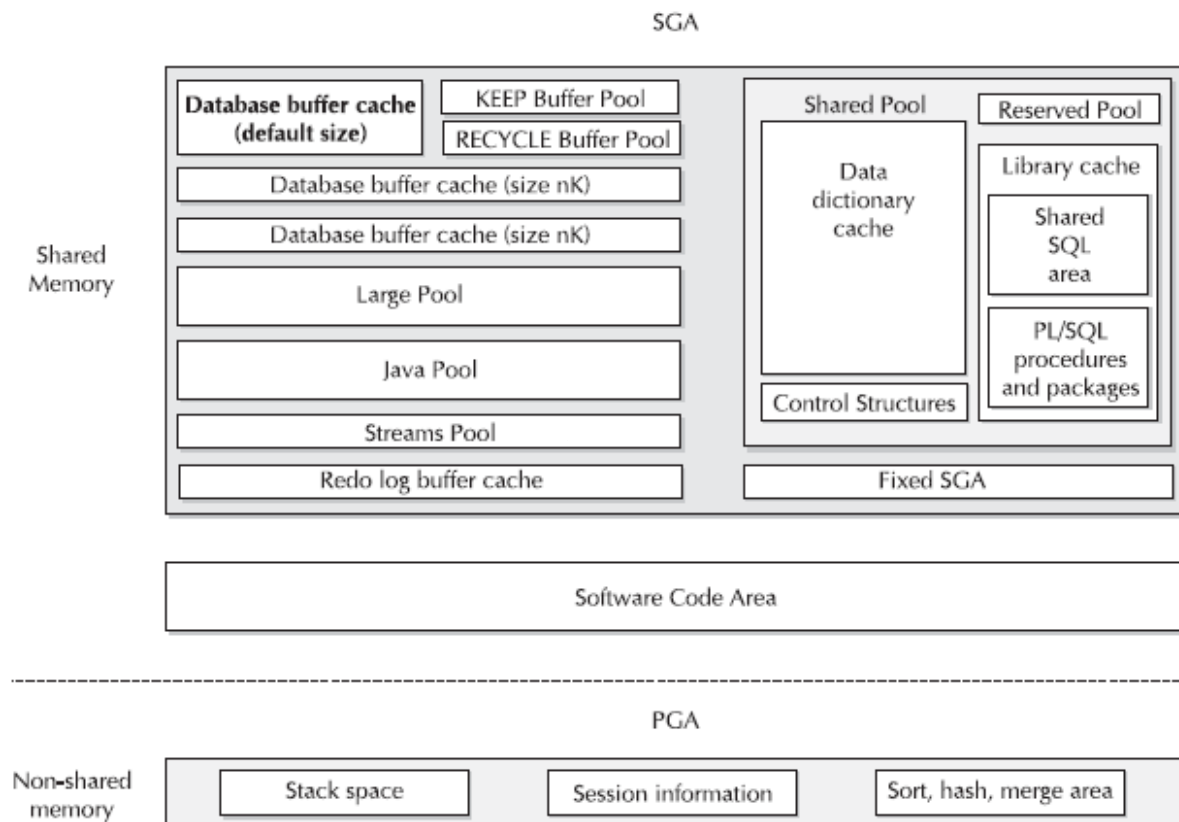 SGA
Shared
Memory
Database buffer cache
(default size)
KEEP Buffer Pool
RECYCLE Buffer Pool
Database buffer cache (size nK)
Database buffer cache (size nK)
Large Pool
Java Pool
Streams Pool
Redo log buffer cache
Shared Pool
Data
dictionary
cache
Control Structures
Reserved Pool
Library cache
Shared
SQL
area
PL/SQL
procedures
and packages
Fixed SGA
Software Code Area
PGA
Non-shared
memory
Stack space
Session information
Sort, hash, merge area